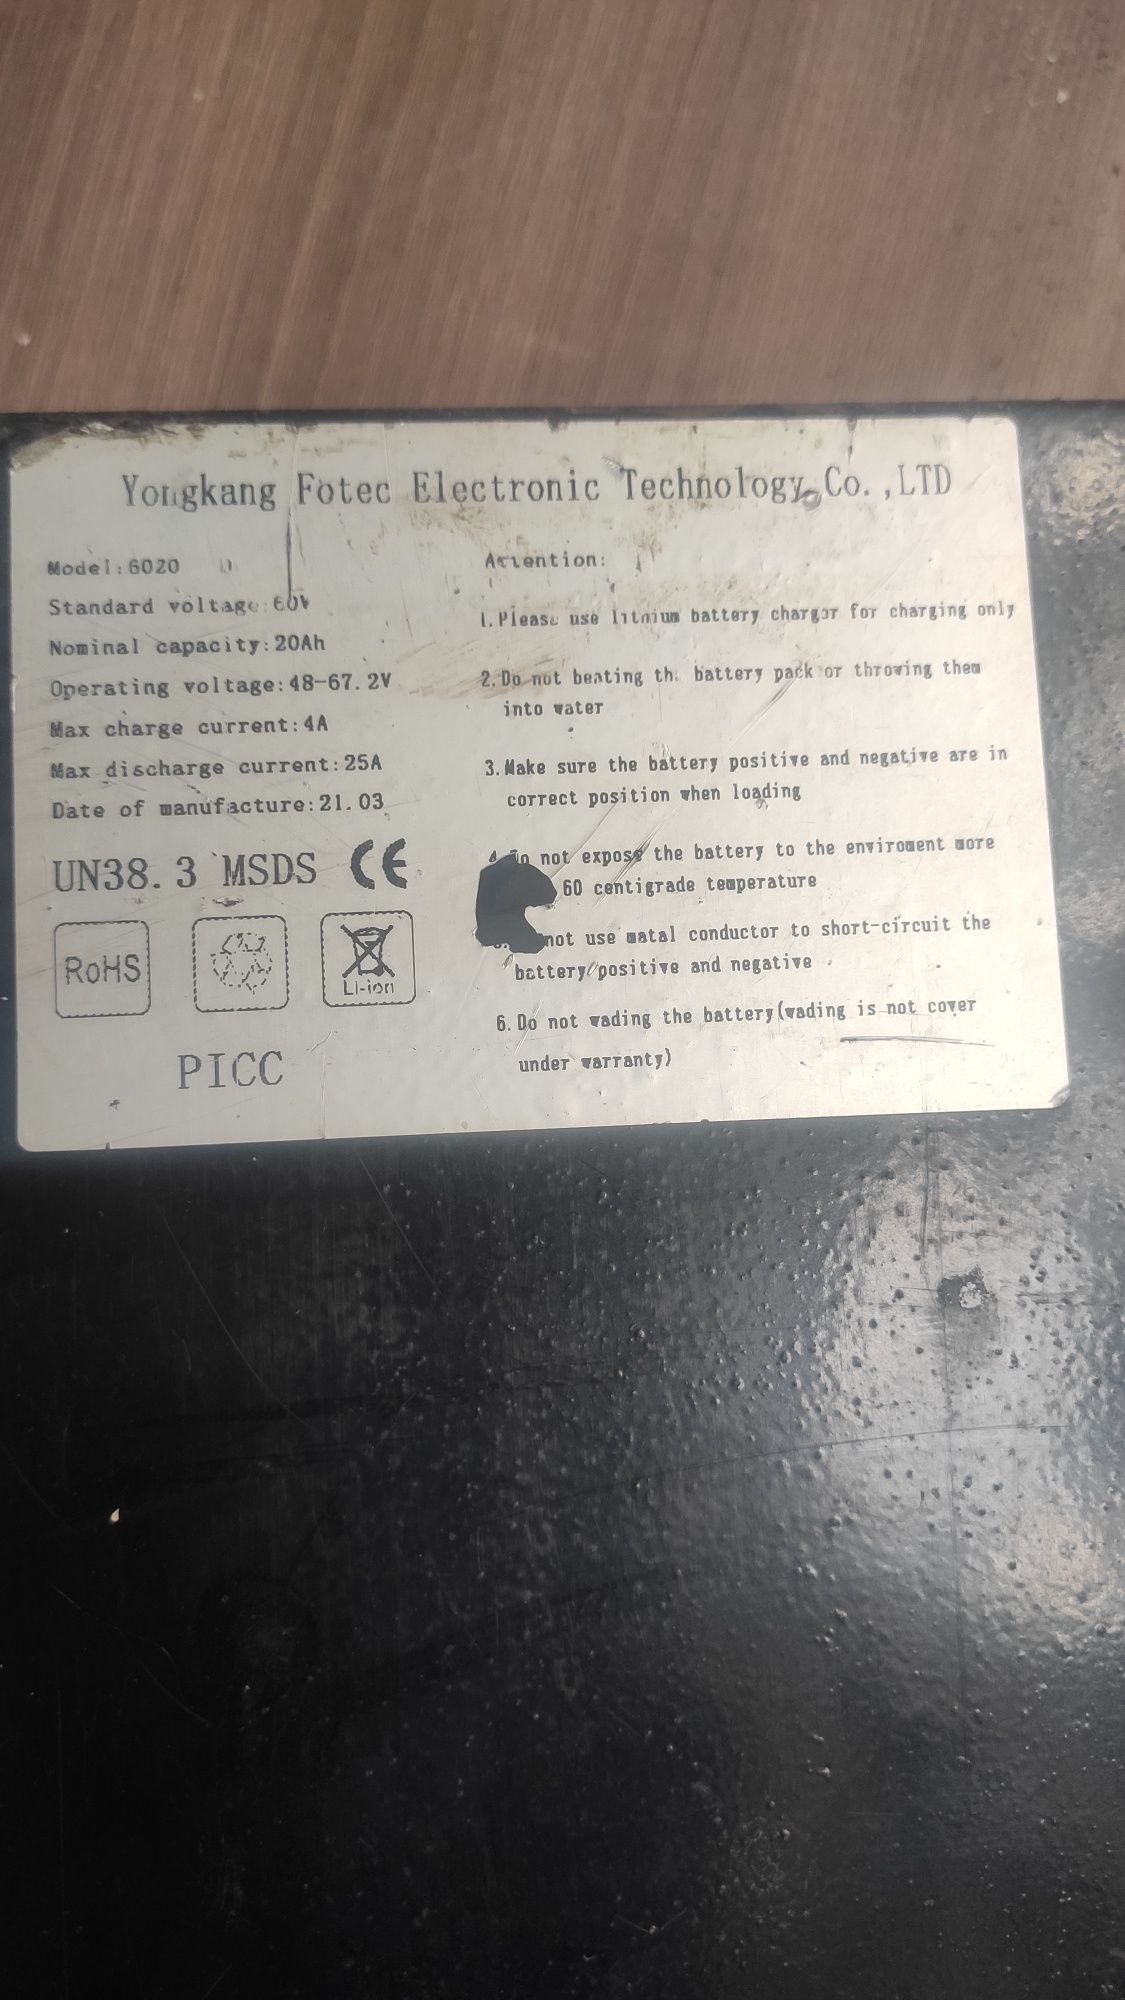 Yongkang Fotec Electronic Technology Co.,LTD
Model:6020
Standard voltage:60V
Nominal capacity:20Ah
Operating voltage:48-67.2V
Max charge current:4A
Max discharge current:25A
Date of manufacture:21.03
UN38.3 MSDS CE
RoHS
Li-ion
PICC
Attention:
1.Please use lithium battery charger for charging only
2.Do not beating the battery pack or throwing them
into water
3.Make sure the battery positive and negative are in
correct position when loading
4.Do not expose the battery to the enviroment more
60 centigrade temperature
not use matal conductor to short-circuit the
battery positive and negative
6.Do not wading the battery(wading is not cover
under warranty)